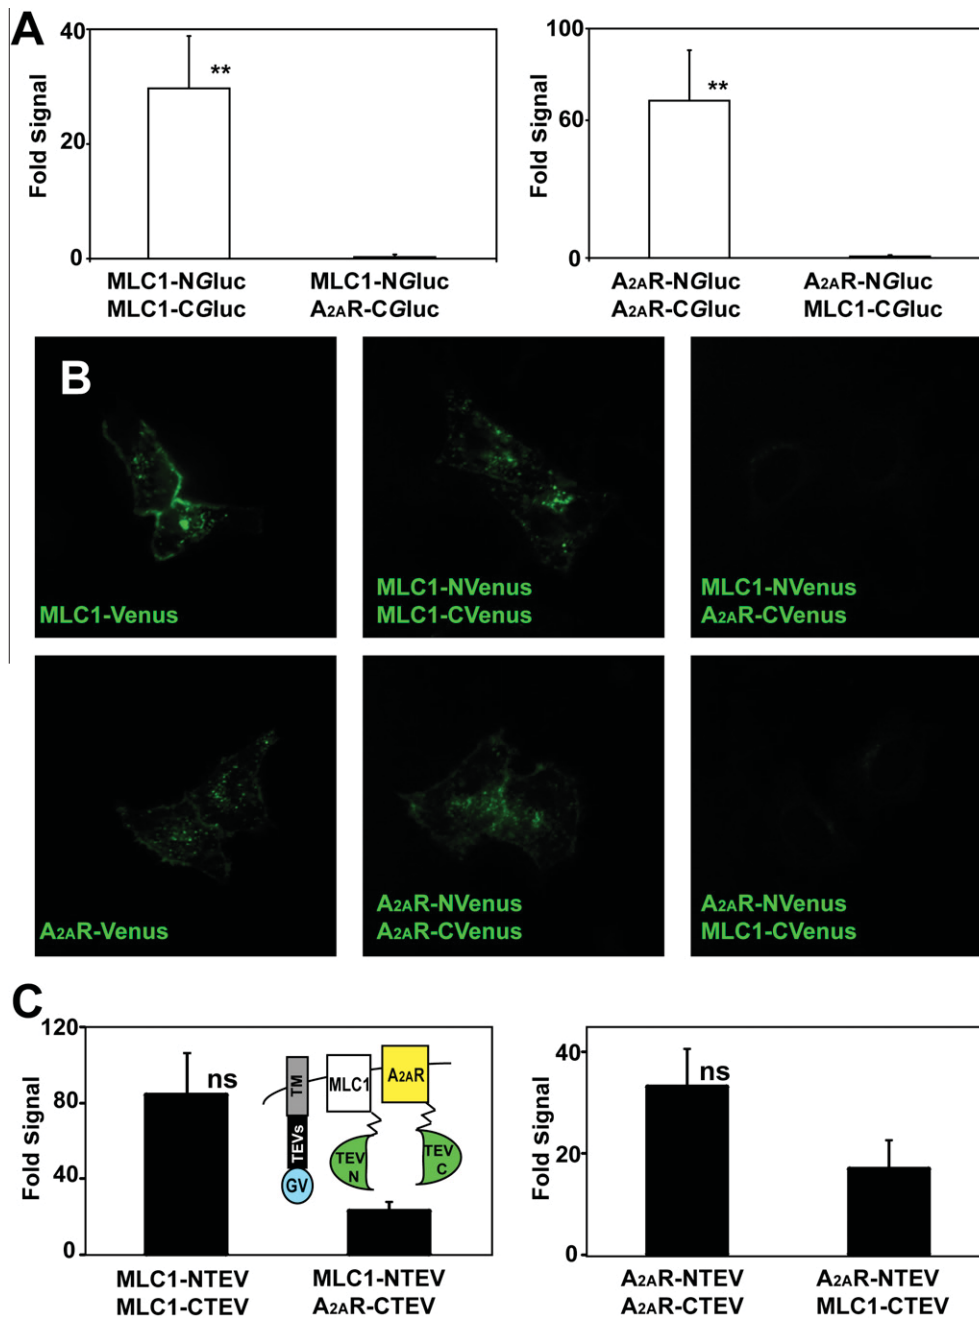 A
40
20
0
Fold signal
**
MLC1-NGluc
MLC1-CGluc
MLC1-NGluc
A2AR-CGluc
100
60
0
Fold signal
**
A2AR-NGluc
A2AR-CGluc
A2AR-NGluc
MLC1-CGluc
B
MLC1-Venus
MLC1-NVenus
MLC1-CVenus
MLC1-NVenus
A2AR-CVenus
A2AR-Venus
A2AR-NVenus
A2AR-CVenus
A2AR-NVenus
MLC1-CVenus
C
120
80
40
0
Fold signal
ns
TM
TEVs
GV
MLC1
A2AR
TEV
N
TEV
C
MLC1-NTEV
MLC1-CTEV
MLC1-NTEV
A2AR-CTEV
40
20
0
Fold signal
ns
A2AR-NTEV
A2AR-CTEV
A2AR-NTEV
MLC1-CTEV